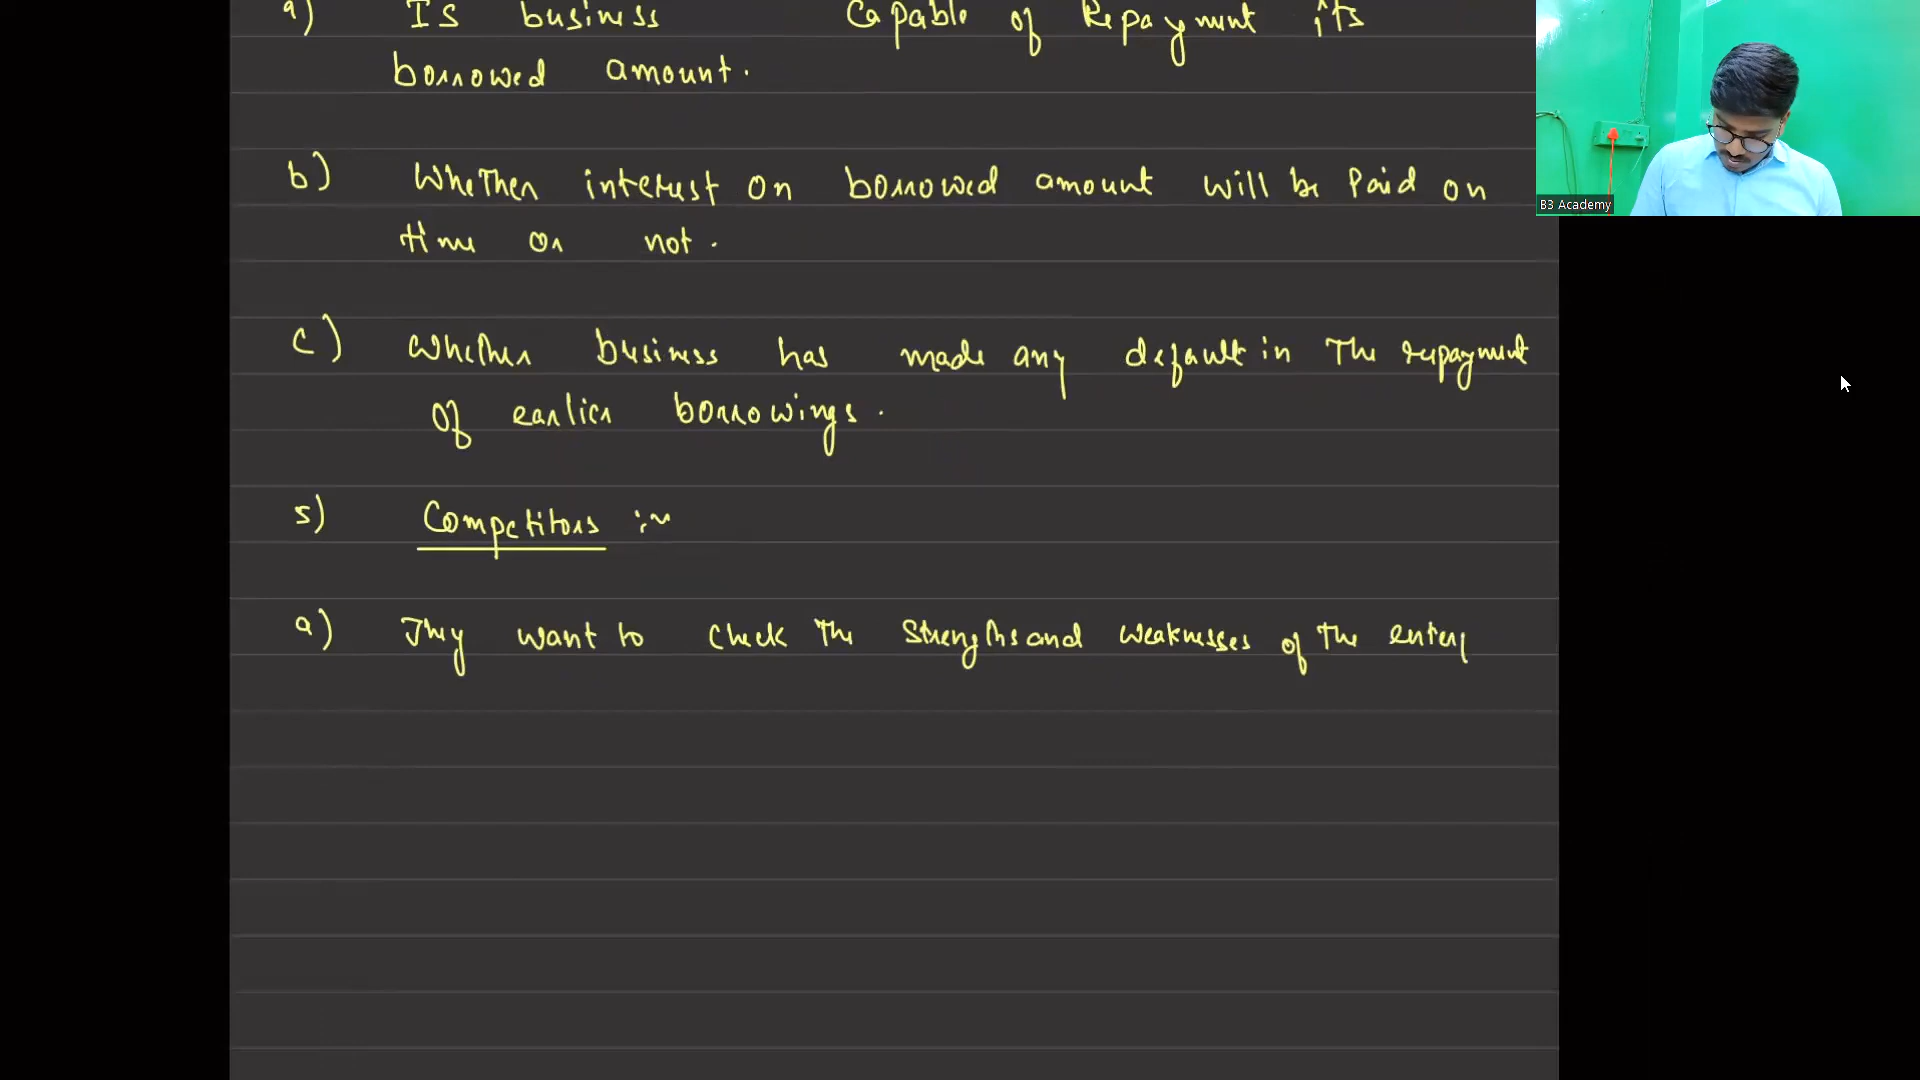 a) Is business Capable of Repayment its
borrowed amount.
b) Whether interest on borrowed amount will be Paid on
time or not.
c) Whether business has made any default in The repayment
of earlier borrowings.
5) Competitors :~
a) They want to Check The Strengths and weaknesses of The enterp
B3 Academy